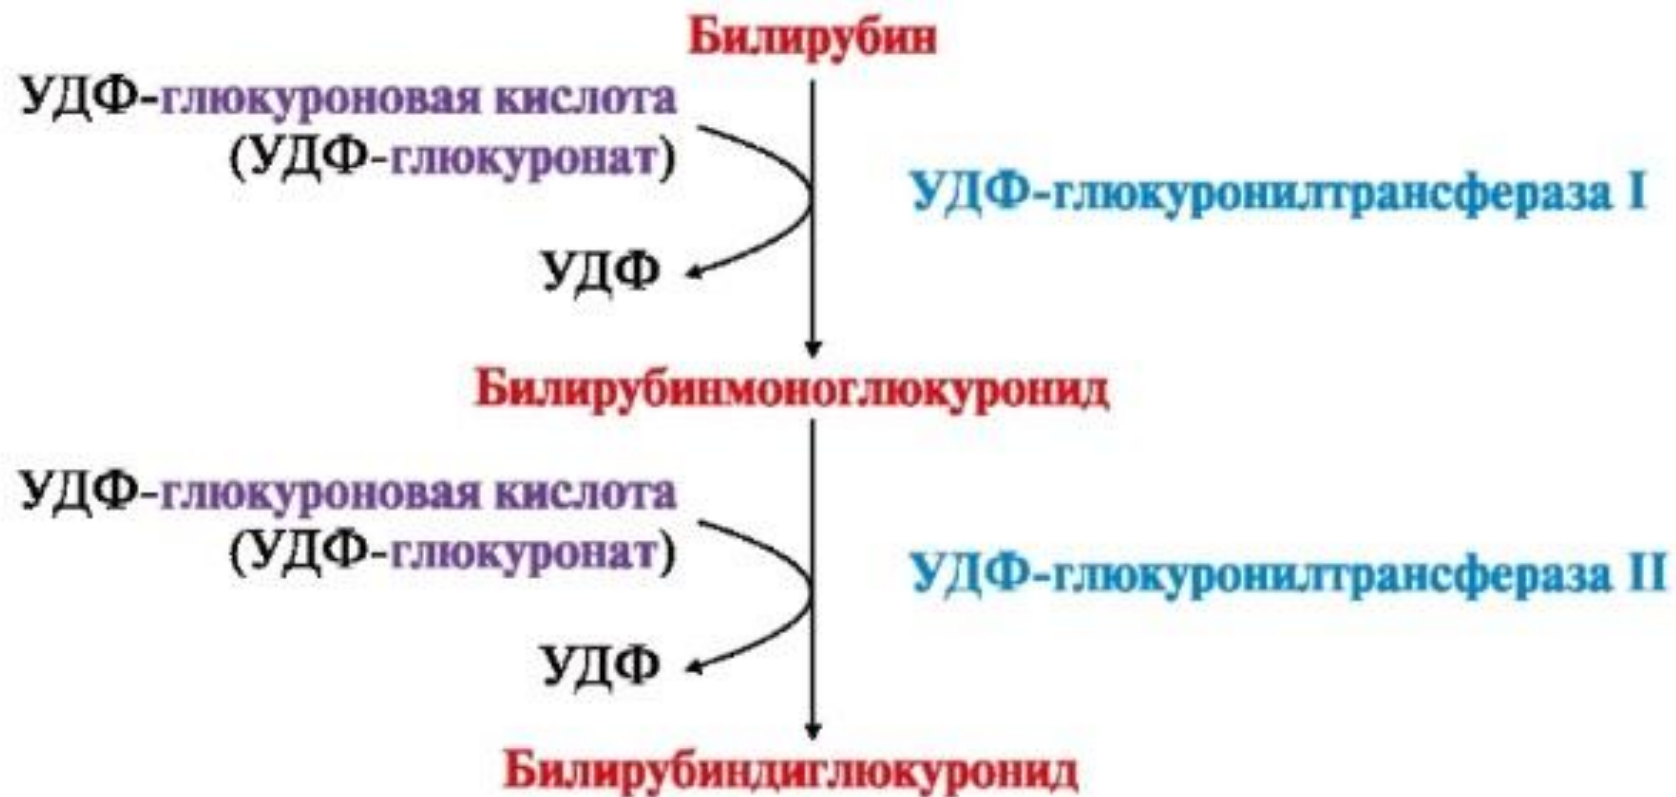 Билирубин
УДФ-глюкуроновая кислота
(УДФ-глюкуронат)
УДФ-глюкуронилтрансфераза I
УДФ
Билирубинмоноглюкуронид
УДФ-глюкуроновая кислота
(УДФ-глюкуронат)
УДФ-глюкуронилтрансфераза II
УДФ
Билирубиндиглюкуронид